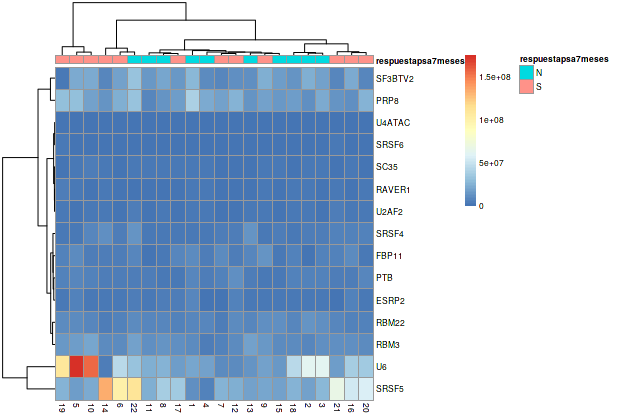 respuestapsa7meses
respuestapsa7meses
N
S
1.5e+08
1e+08
5e+07
0
SF3BTV2
PRP8
U4ATAC
SRSF6
SC35
RAVER1
U2AF2
SRSF4
FBP11
PTB
ESRP2
RBM22
RBM3
U6
SRSF5
19 5 10 14 6 22 11 8 17 1 4 7 12 13 9 15 18 2 3 21 16 20